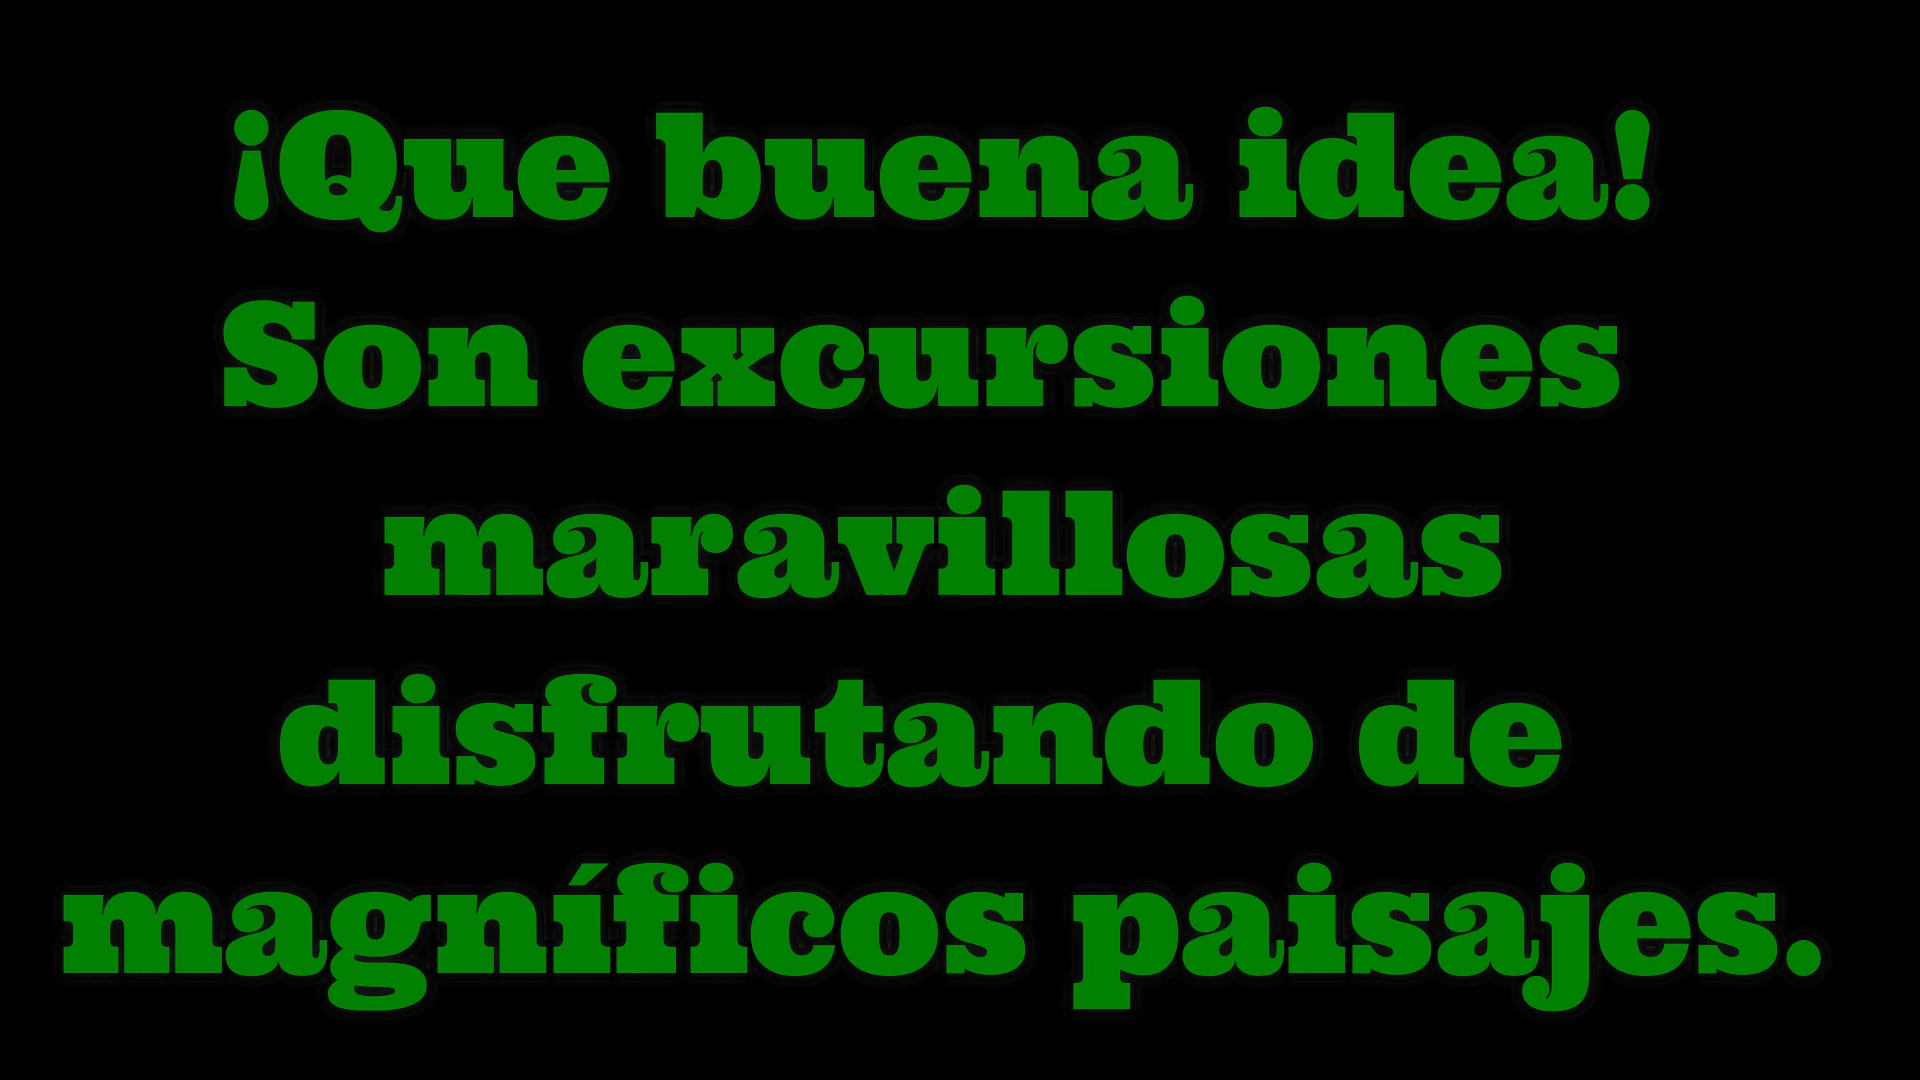 ¡Que buena idea!
Son excursiones
maravillosas
disfrutando de
magníficos paisajes.